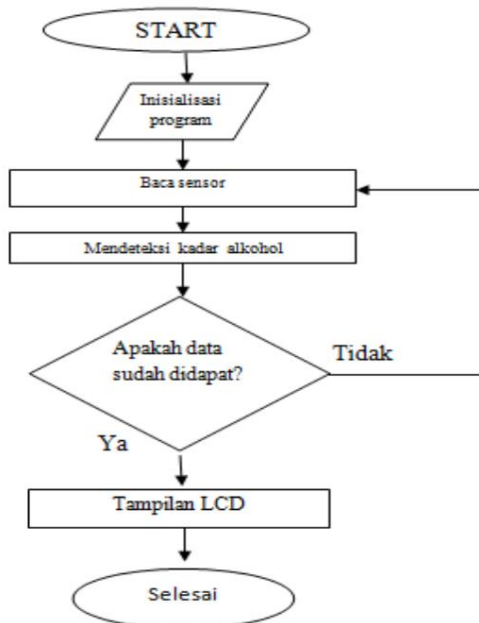 START
Inisialisasi
program
Baca sensor
Mendeteksi kadar alkohol
Apakah data
sudah didapat?
Tidak
Ya
Tampilan LCD
Selesai